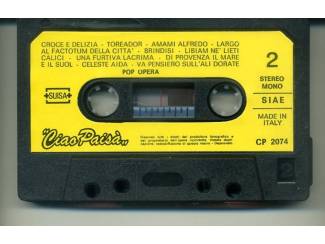 CROCE E DELIZIA - TOREADOR - AMAMI ALFREDO - LARGO
AL FACTOTUM DELLA CITTA' - BRINDISI - LIBIAM NE' LIETI
CALICI - UNA FURTIVA LACRIMA - DI PROVENZA IL MARE
E IL SUOL - CELESTE AIDA - VA PENSIERO SULL'ALI DORATE
POP OPERA
SUISA
2
STEREO
MONO
SIAE
MADE IN
ITALY
"Ciao Paisà"
CP 2074
2